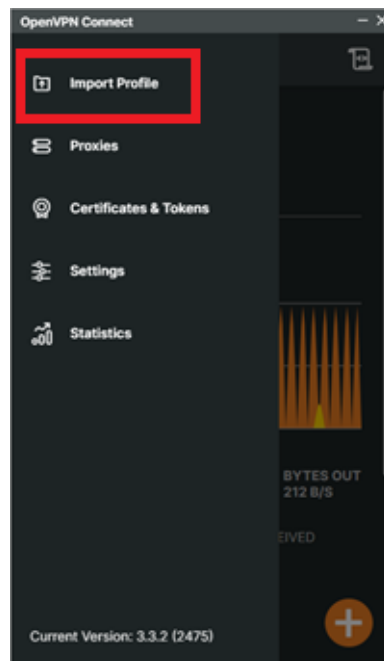 OpenVPN Connect
Import Profile
Proxies
Certificates & Tokens
Settings
Statistics
BYTES OUT
212 B/S
EIVED
Current Version: 3.3.2 (2475)